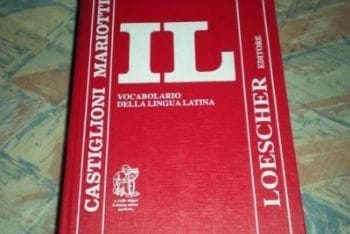 CASTIGLIONI MARIOTTI
IL
VOCABOLARIO
DELLA LINGUA LATINA
LOESCHER EDITORE